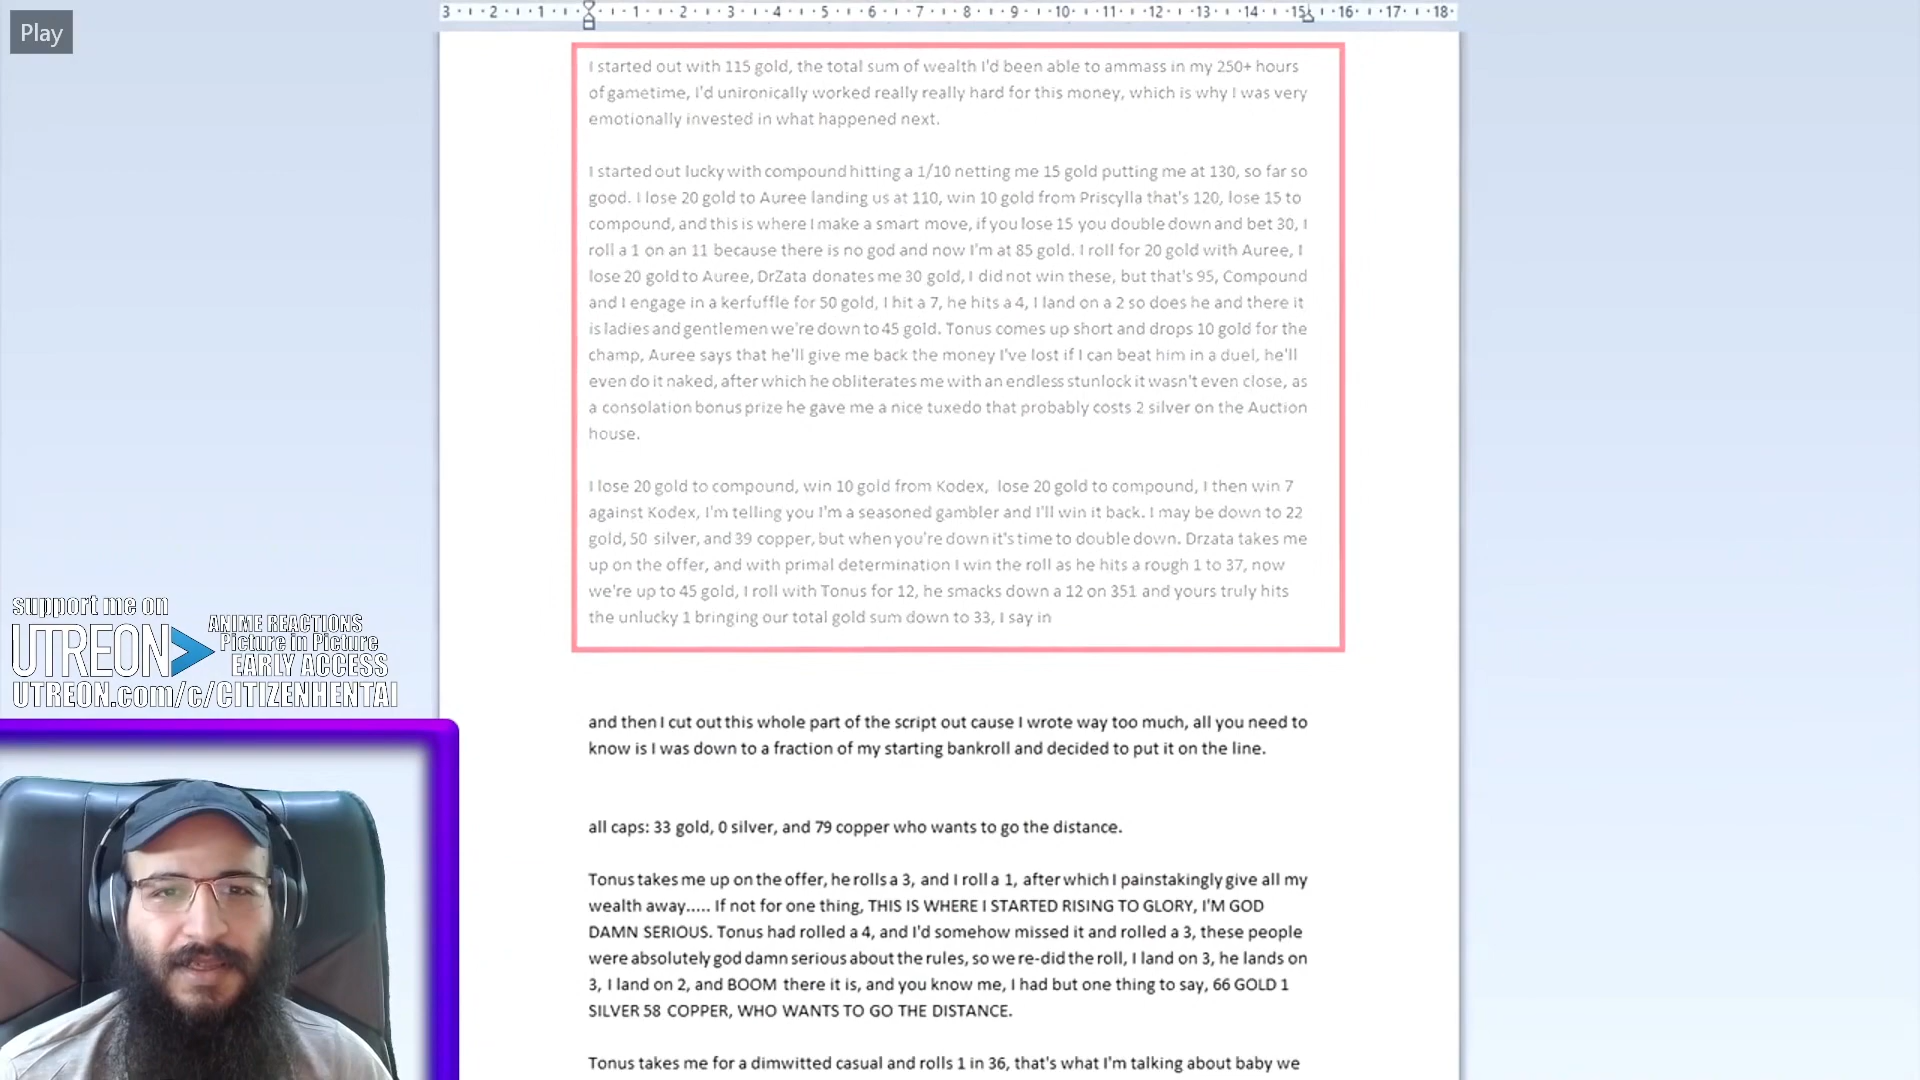 3 · 2 · 1 · 1 · 2 · 3 · 4 · 5 · 6 · 7 · 8 · 9 · 10 · 11 · 12 · 13 · 14 · 15 · 16 · 17 · 18
Play
I started out with 115 gold, the total sum of wealth I'd been able to ammass in my 250+ hours
of gametime, I'd unironically worked really really hard for this money, which is why I was very
emotionally invested in what happened next.
I started out lucky with compound hitting a 1/10 netting me 15 gold putting me at 130, so far so
good. I lose 20 gold to Auree landing us at 110, win 10 gold from Priscylla that's 120, lose 15 to
compound, and this is where I make a smart move, if you lose 15 you double down and bet 30, I
roll a 1 on an 11 because there is no god and now I'm at 85 gold. I roll for 20 gold with Auree, I
lose 20 gold to Auree, DrZata donates me 30 gold, I did not win these, but that's 95, Compound
and I engage in a kerfuffle for 50 gold, I hit a 7, he hits a 4, I land on a 2 so does he and there it
is ladies and gentlemen we're down to 45 gold. Tonus comes up short and drops 10 gold for the
champ, Auree says that he'll give me back the money I've lost if I can beat him in a duel, he'll
even do it naked, after which he obliterates me with an endless stunlock it wasn't even close, as
a consolation bonus prize he gave me a nice tuxedo that probably costs 2 silver on the Auction
house.
I lose 20 gold to compound, win 10 gold from Kodex, lose 20 gold to compound, I then win 7
against Kodex, I'm telling you I'm a seasoned gambler and I'll win it back. I may be down to 22
gold, 50 silver, and 39 copper, but when you're down it's time to double down. Drzata takes me
up on the offer, and with primal determination I win the roll as he hits a rough 1 to 37, now
we're up to 45 gold, I roll with Tonus for 12, he smacks down a 12 on 351 and yours truly hits
the unlucky 1 bringing our total gold sum down to 33, I say in
and then I cut out this whole part of the script out cause I wrote way too much, all you need to
know is I was down to a fraction of my starting bankroll and decided to put it on the line.
all caps: 33 gold, 0 silver, and 79 copper who wants to go the distance.
Tonus takes me up on the offer, he rolls a 3, and I roll a 1, after which I painstakingly give all my
wealth away..... If not for one thing, THIS IS WHERE I STARTED RISING TO GLORY, I'M GOD
DAMN SERIOUS. Tonus had rolled a 4, and I'd somehow missed it and rolled a 3, these people
were absolutely god damn serious about the rules, so we re-did the roll, I land on 3, he lands on
3, I land on 2, and BOOM there it is, and you know me, I had but one thing to say, 66 GOLD 1
SILVER 58 COPPER, WHO WANTS TO GO THE DISTANCE.
Tonus takes me for a dimwitted casual and rolls 1 in 36, that's what I'm talking about baby we
support me on
UTREON
ANIME REACTIONS
Picture in Picture
EARLY ACCESS
UTREON.com/c/CITIZENHENTAI